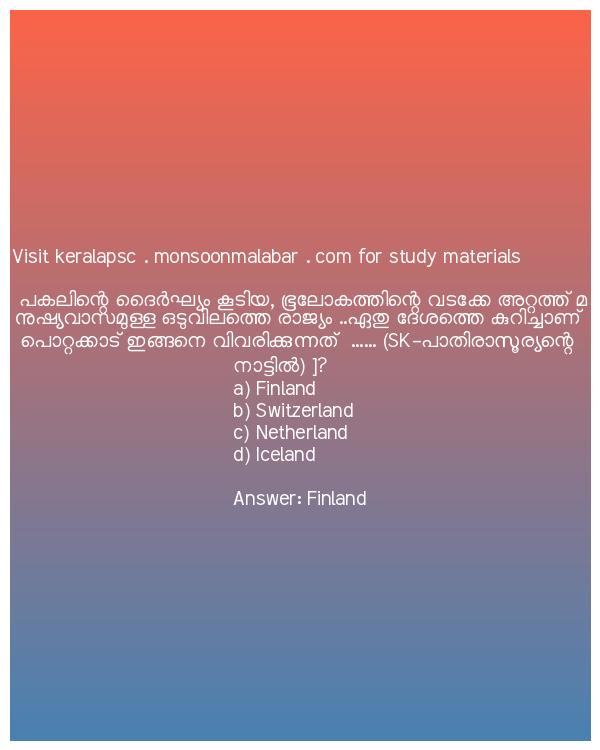 Visit keralapsc . monsoonmalabar . com for study materials
പകലിന്റെ ദൈർഘ്യം കൂടിയ, ഭൂലോകത്തിന്റെ വടക്കേ അറ്റത്ത് മ
നുഷ്യവാസമുള്ള ഒടുവിലത്തെ രാജ്യം ..ഏതു ദേശത്തെ കുറിച്ചാണ്
പൊറ്റക്കാട് ഇങ്ങനെ വിവരിക്കുന്നത് ...... (SK-പാതിരാസൂര്യന്റെ
നാട്ടിൽ) ]?
a) Finland
b) Switzerland
c) Netherland
d) Iceland
Answer: Finland